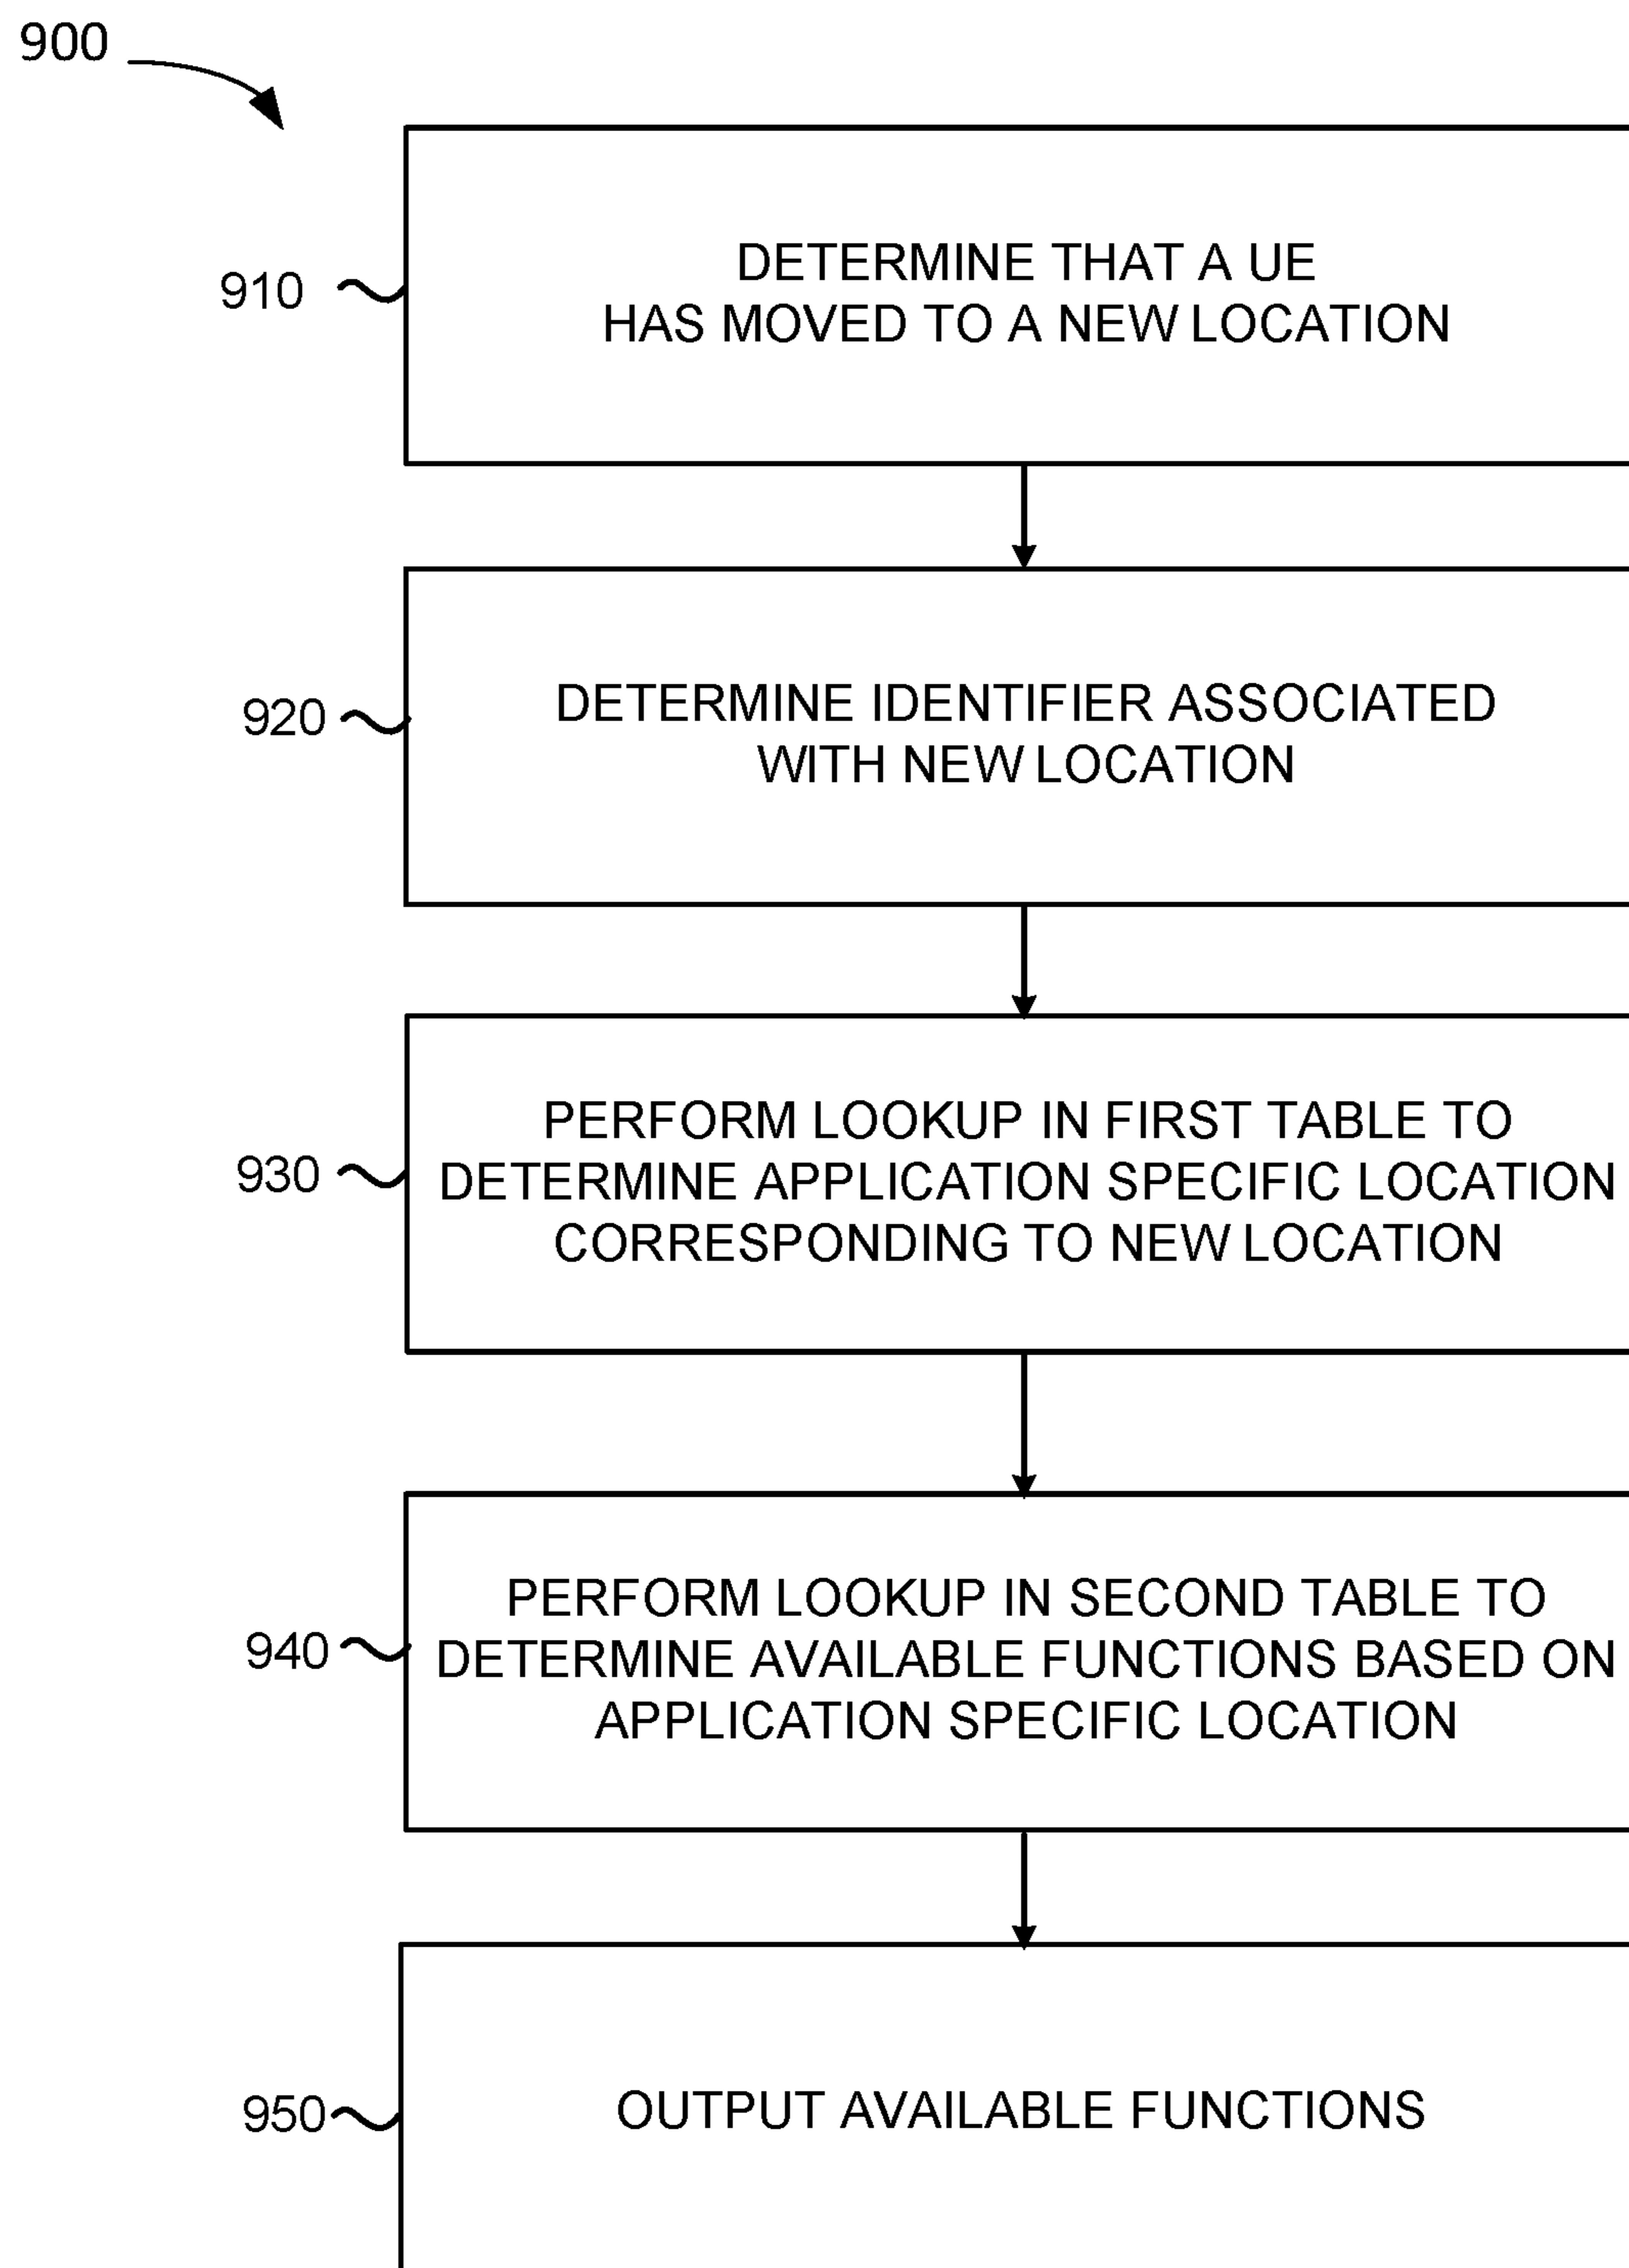 900
DETERMINE THAT A UE
HAS MOVED TO A NEW LOCATION
910
DETERMINE IDENTIFIER ASSOCIATED
WITH NEW LOCATION
920
PERFORM LOOKUP IN FIRST TABLE TO
DETERMINE APPLICATION SPECIFIC LOCATION
CORRESPONDING TO NEW LOCATION
930
PERFORM LOOKUP IN SECOND TABLE TO
DETERMINE AVAILABLE FUNCTIONS BASED ON
APPLICATION SPECIFIC LOCATION
940
OUTPUT AVAILABLE FUNCTIONS
950